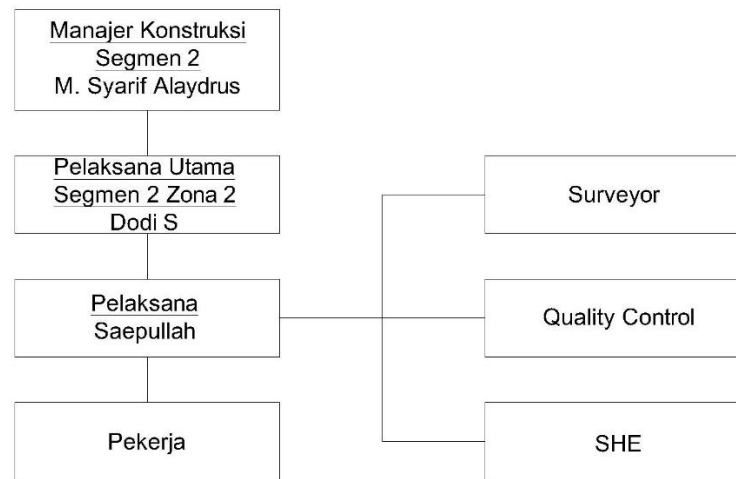 Manajer Konstruksi
Segmen 2
M. Syarif Alaydrus
Pelaksana Utama
Segmen 2 Zona 2
Dodi S
Surveyor
Pelaksana
Saepullah
Quality Control
Pekerja
SHE